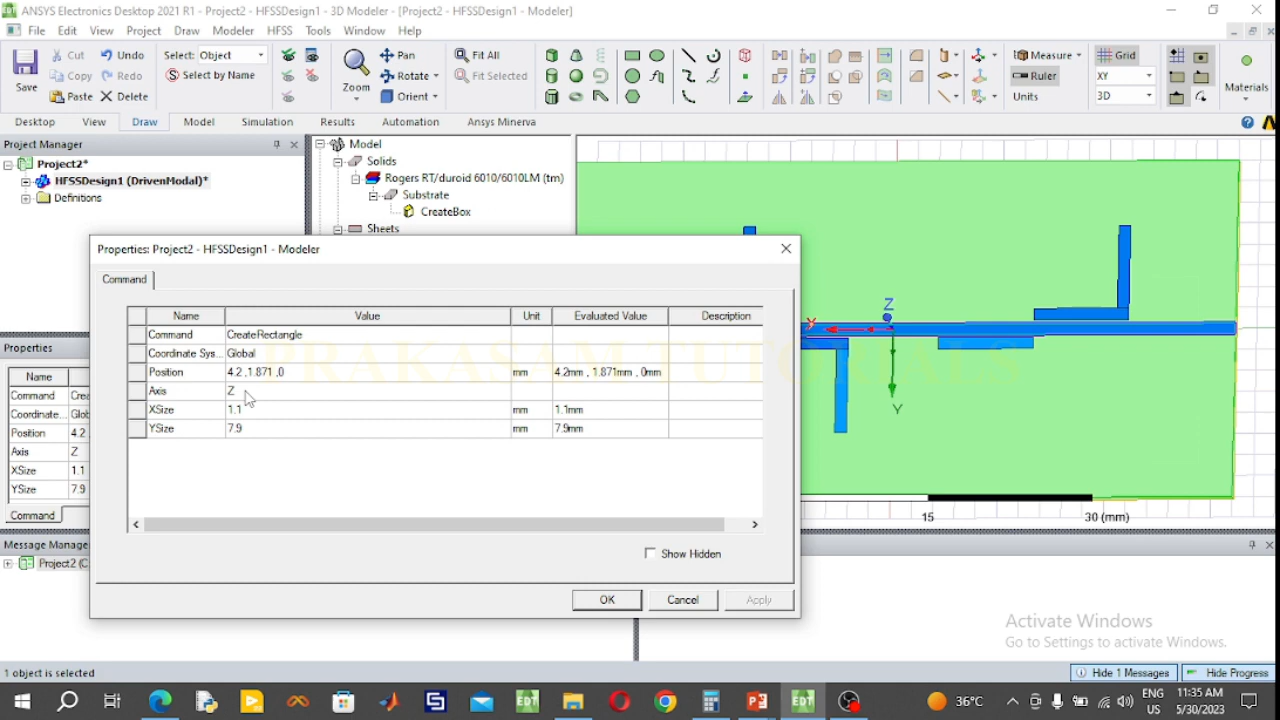 ANSYS Electronics Desktop 2021 R1 - Project2 - HFSSDesign1 - 3D Modeler - [Project2 - HFSSDesign1 - Modeler]
File Edit View Project Draw Modeler HFSS Tools Window Help
Save Cut Undo Select: Object Zoom Pan Fit All Measure Grid Materials
Copy Redo Select by Name Rotate Fit Selected Ruler XY
Paste Delete Orient Units 3D
Desktop View Draw Model Simulation Results Automation Ansys Minerva
Project Manager
Project2*
HFSSDesign1 (DrivenModal)*
Definitions
Model
Solids
Rogers RT/duroid 6010/6010LM (tm)
Substrate
CreateBox
Sheets
Properties: Project2 - HFSSDesign1 - Modeler
Command
Name Value Unit Evaluated Value Description
Command CreateRectangle
Coordinate Sys... Global
Position 4.2 ,1.871 ,0 mm 4.2mm , 1.871mm , 0mm
Axis Z
XSize 1.1 mm 1.1mm
YSize 7.9 mm 7.9mm
Show Hidden
OK Cancel Apply
Properties
Name
Command Cre
Coordinate... Glob
Position 4.2
Axis Z
XSize 1.1
YSize 7.9
Command
Z
X
Y
KAKASAM TUTORIALS
15 30 (mm)
Message Manage
Project2 (C
Activate Windows
Go to Settings to activate Windows.
1 object is selected
Hide 1 Messages Hide Progress
36°C
ENG
US
11:35 AM
5/30/2023